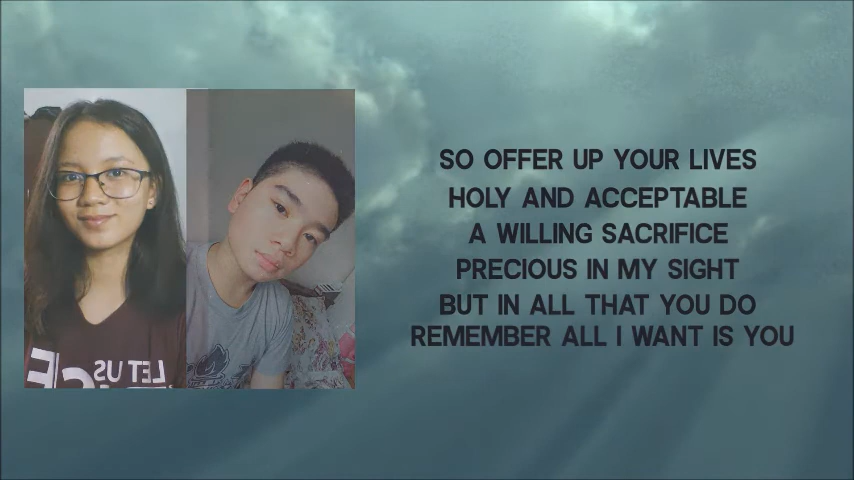 SO OFFER UP YOUR LIVES
HOLY AND ACCEPTABLE
A WILLING SACRIFICE
PRECIOUS IN MY SIGHT
BUT IN ALL THAT YOU DO
REMEMBER ALL I WANT IS YOU
LET US